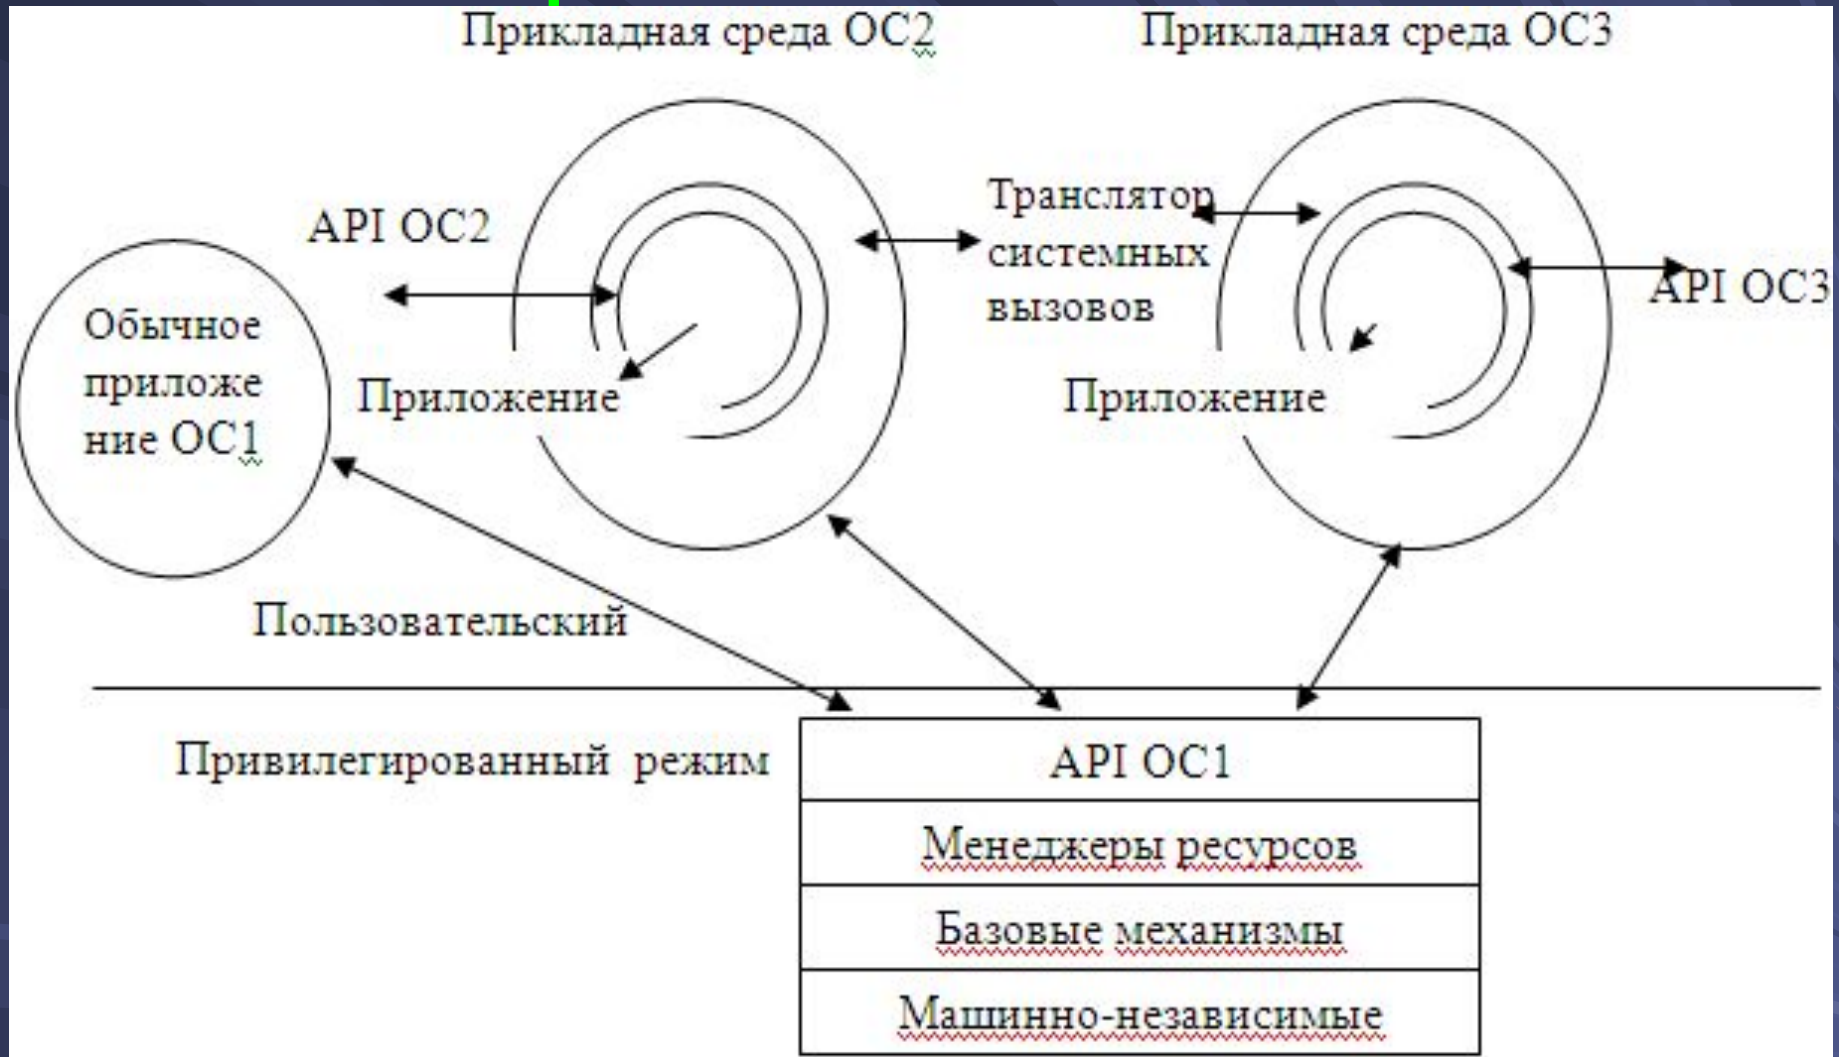 Прикладная среда ОС2
Прикладная среда ОС3
API ОС2
Транслятор
системных
вызовов
API ОС3
Обычное
приложе
ние ОС1
Приложение
Приложение
Пользовательский
Привилегированный режим
API ОС1
Менеджеры ресурсов
Базовые механизмы
Машинно-независимые